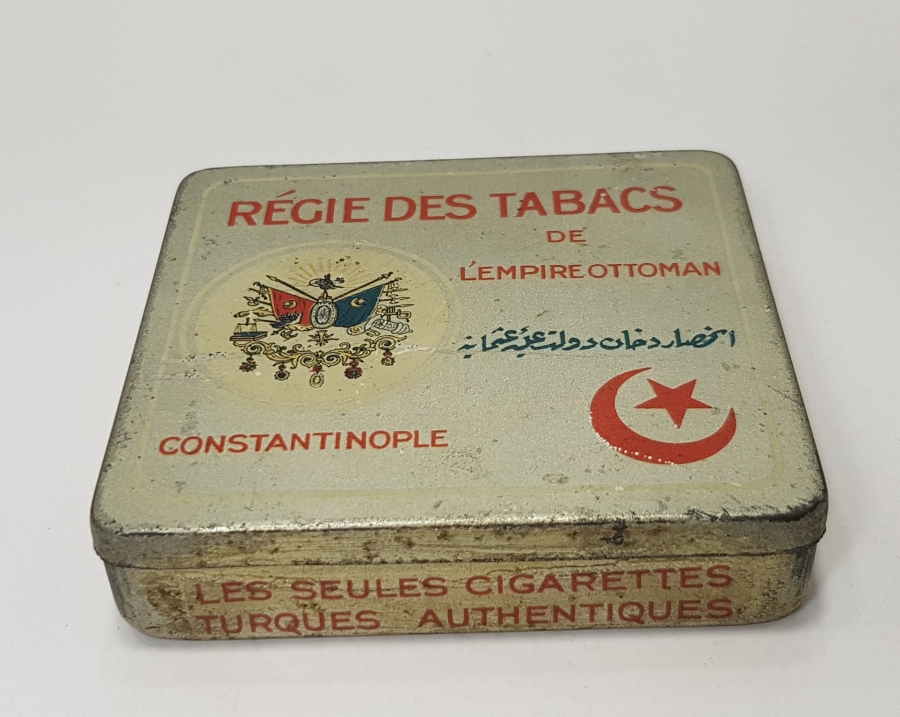 RÉGIE DES TABACS
DE
L'EMPIRE OTTOMAN
انحصار دخان دولت عليه عثمانيه
CONSTANTINOPLE
LES SEULES CIGARETTES
TURQUES AUTHENTIQUES